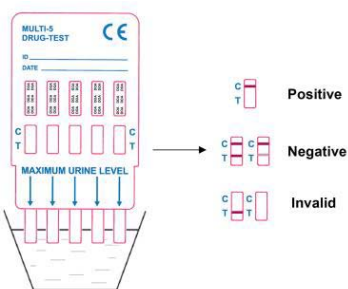 MULTI-5
DRUG-TEST
CE
ID
DATE
C C
T T
MAXIMUM URINE LEVEL
C
T
Positive
C C
T T
Negative
C C
T T
Invalid